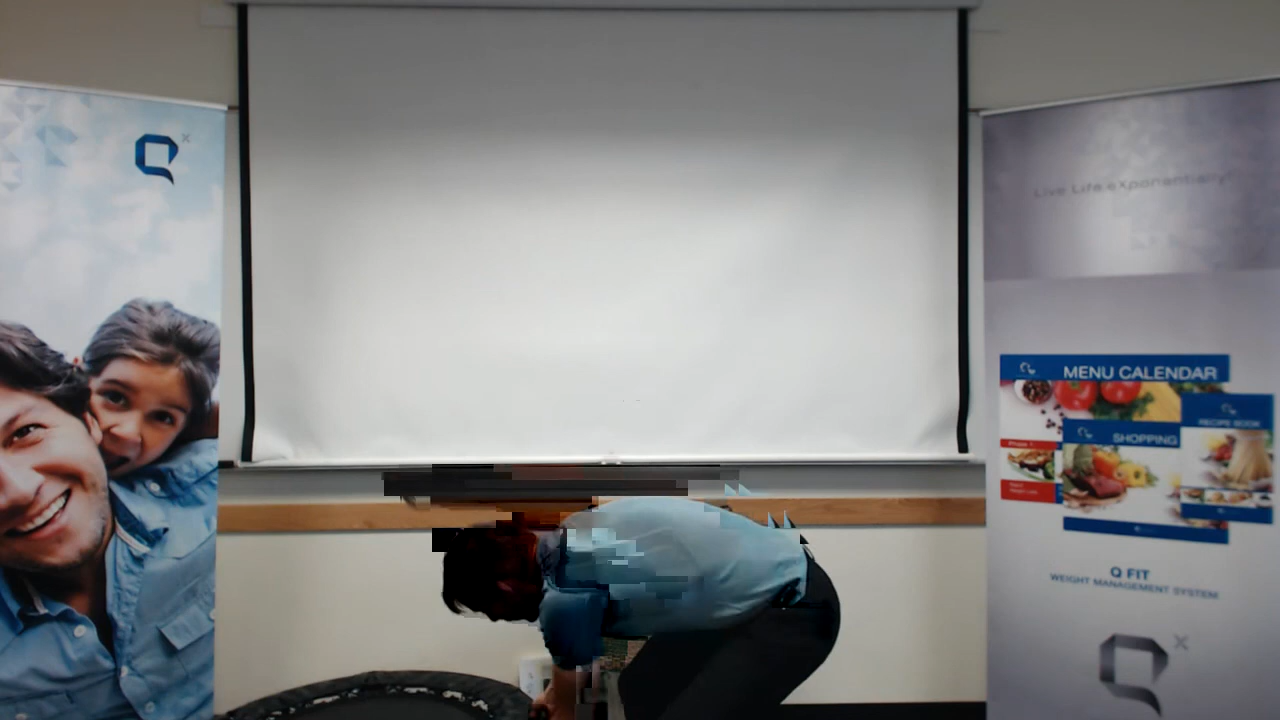 Live Life exponentially
MENU CALENDAR
SHOPPING
RECIPE BOOK
Q FIT
WEIGHT MANAGEMENT SYSTEM